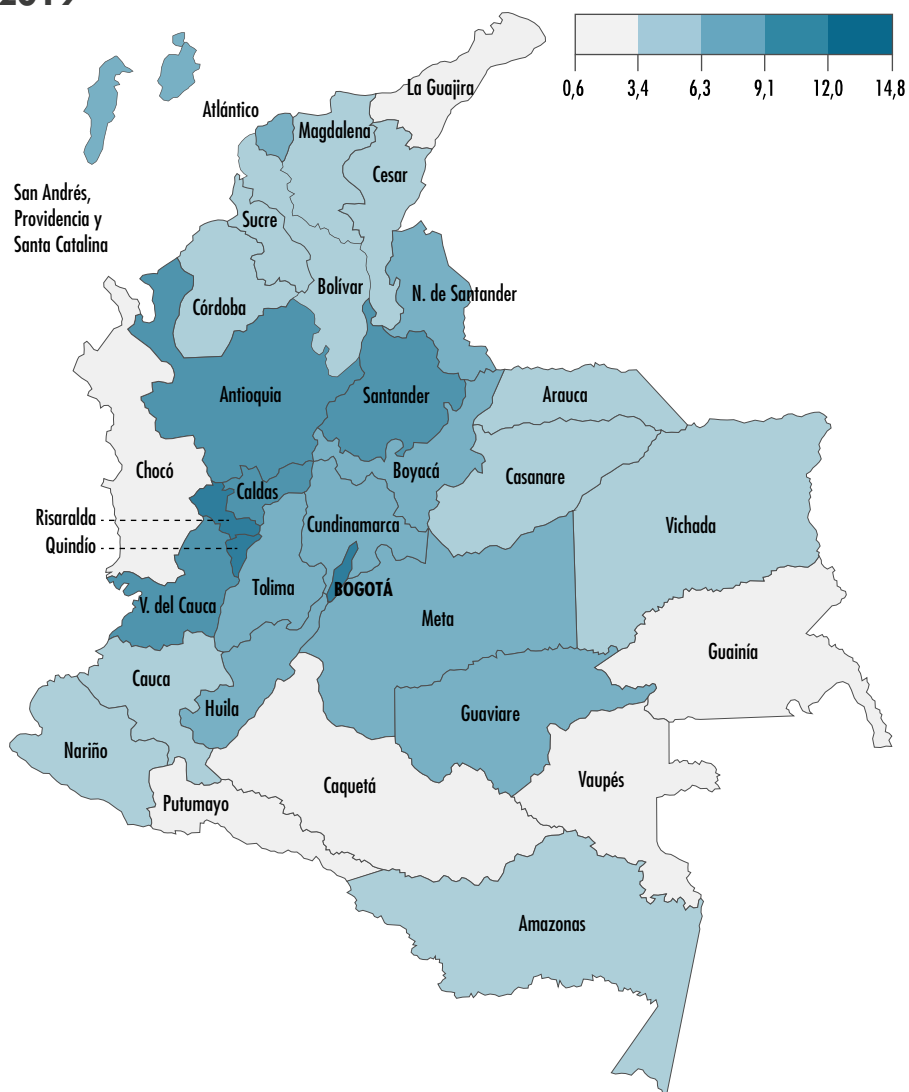 2019
0,6 3,4 6,3 9,1 12,0 14,8
La Guajira
Atlántico
Magdalena
Cesar
San Andrés,
Providencia y
Santa Catalina
Sucre
Bolívar
N. de Santander
Córdoba
Antioquia
Santander
Arauca
Chocó
Boyacá
Casanare
Caldas
Risaralda
Cundinamarca
Vichada
Quindío
Tolima
BOGOTÁ
V. del Cauca
Meta
Guainía
Cauca
Huila
Guaviare
Nariño
Caquetá
Vaupés
Putumayo
Amazonas